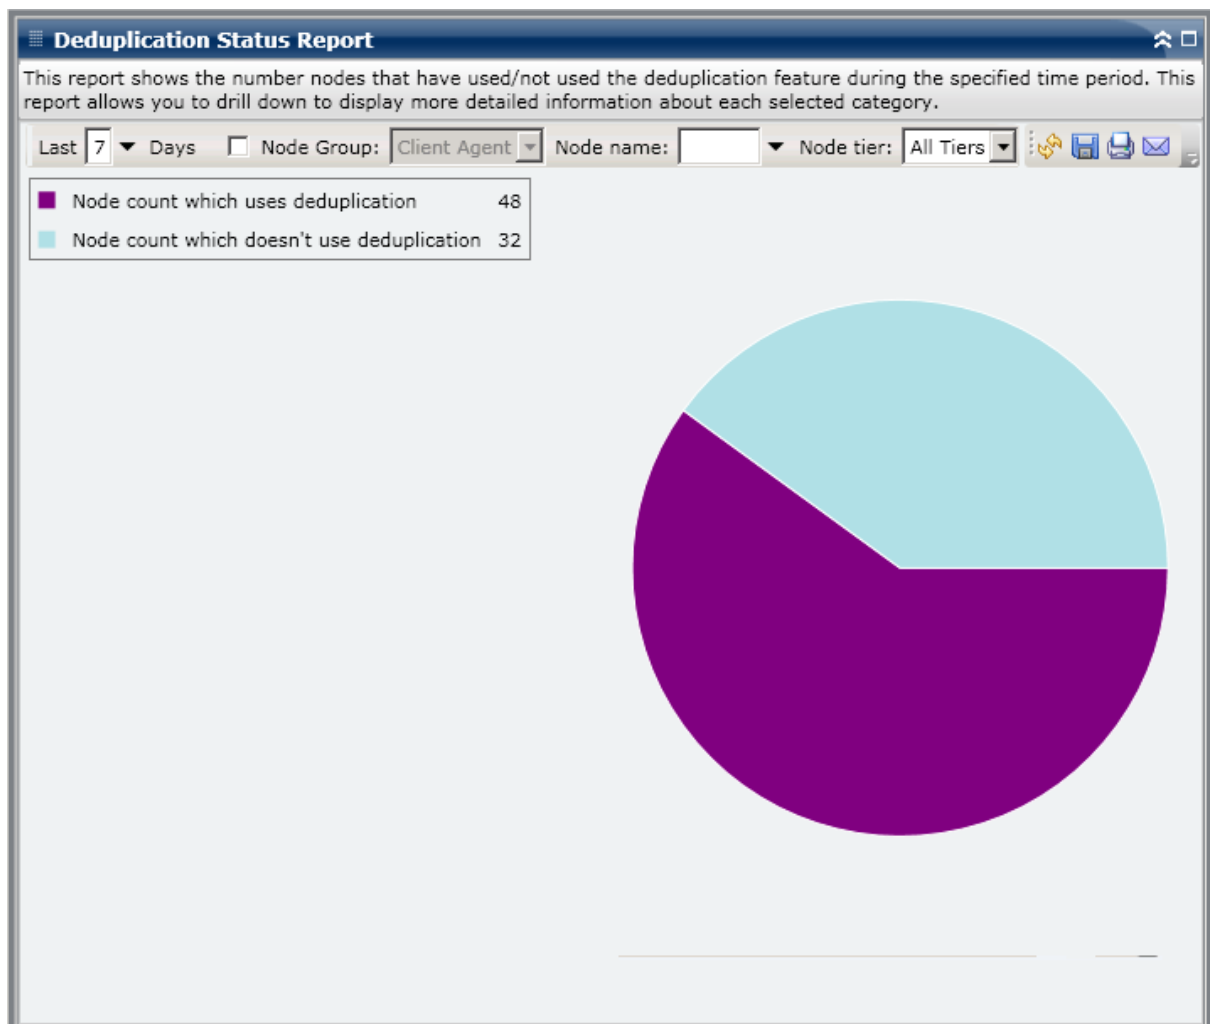 Deduplication Status Report
This report shows the number nodes that have used/not used the deduplication feature during the specified time period. This
report allows you to drill down to display more detailed information about each selected category.
Last 7 Days Node Group: Client Agent Node name: Node tier: All Tiers
Node count which uses deduplication 48
Node count which doesn't use deduplication 32